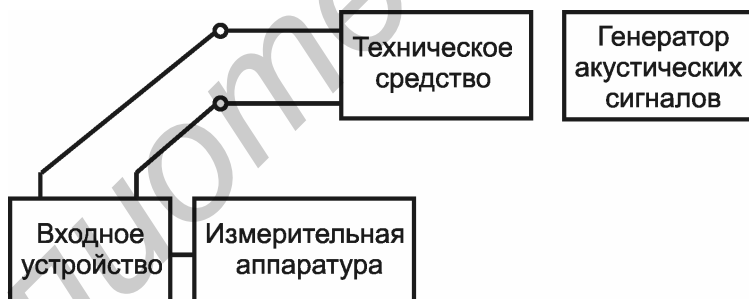 Техническое
средство
Генератор
акустических
сигналов
Входное
устройство
Измерительная
аппаратура